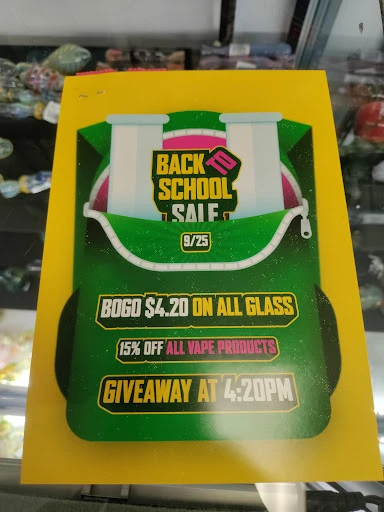 BACK TO
SCHOOL
SALE
9/25
BOGO $4.20 ON ALL GLASS
15% OFF ALL VAPE PRODUCTS
GIVEAWAY AT 4:20PM